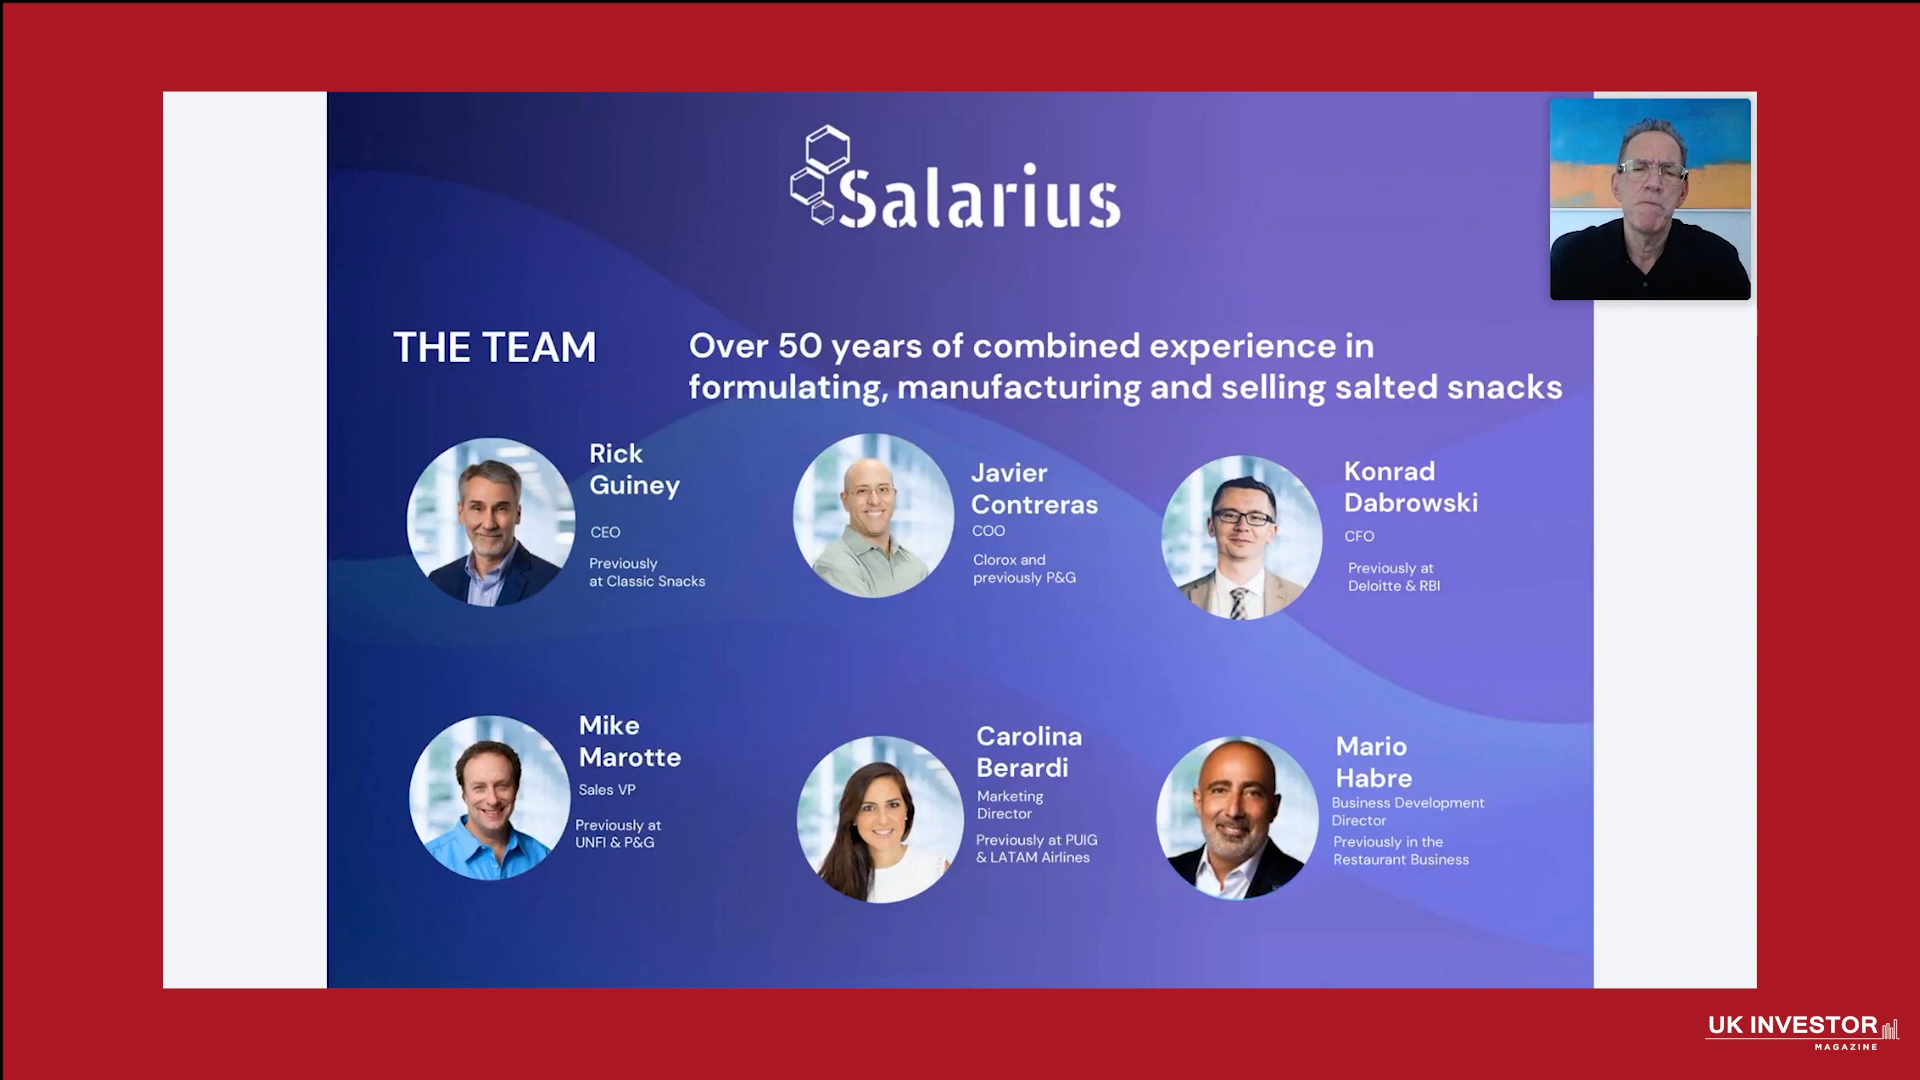 Salarius
THE TEAM
Over 50 years of combined experience in
formulating, manufacturing and selling salted snacks
Rick
Guiney
CEO
Previously
at Classic Snacks
Javier
Contreras
COO
Clorox and
previously P&G
Konrad
Dabrowski
CFO
Previously at
Deloitte & RBI
Mike
Marotte
Sales VP
Previously at
UNFI & P&G
Carolina
Berardi
Marketing
Director
Previously at PUIG
& LATAM Airlines
Mario
Habre
Business Development
Director
Previously in the
Restaurant Business
UK INVESTOR
MAGAZINE